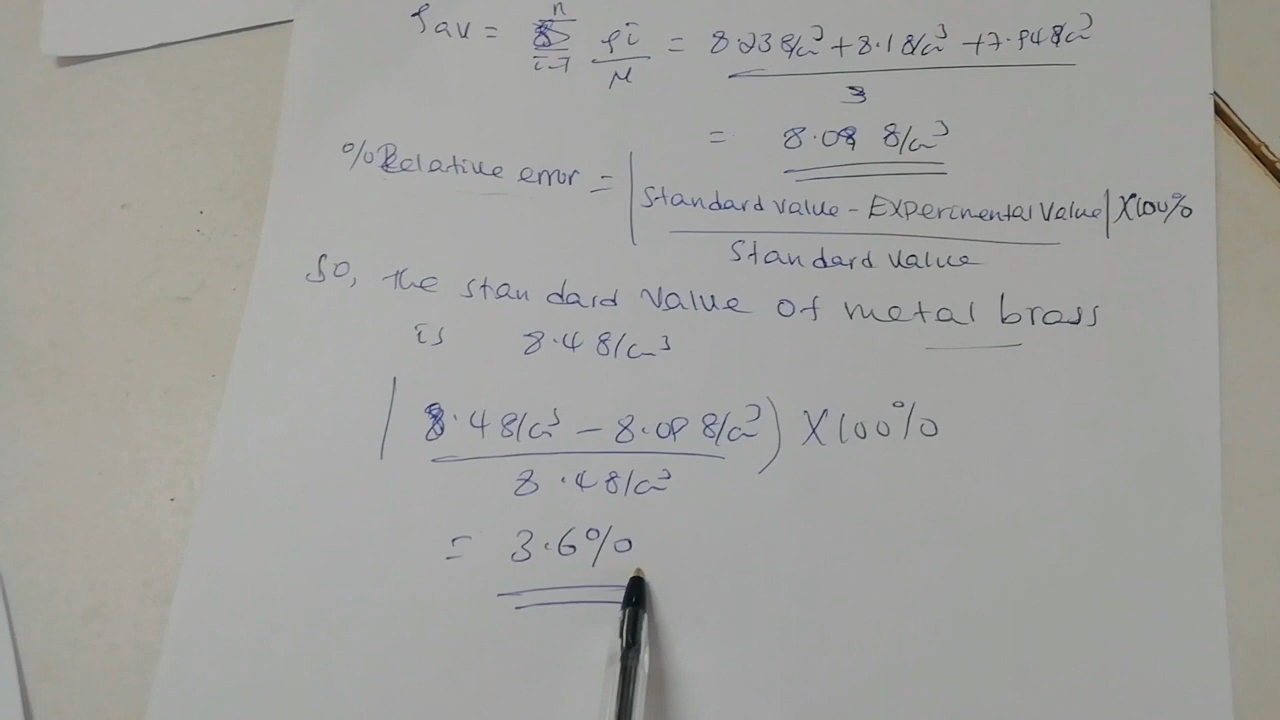 ρav = n Σ i=1 ρi / n = 8.23 g/cm³ + 8.1 g/cm³ + 7.94 g/cm³
3
= 8.09 g/cm³
% Relative error = | Standard value - Experimental Value | X 100%
Standard value
So, the standard value of metal brass
is 8.4 g/cm³
| 8.4 g/cm³ - 8.09 g/cm³ ) X 100%
8.4 g/cm³
= 3.6%